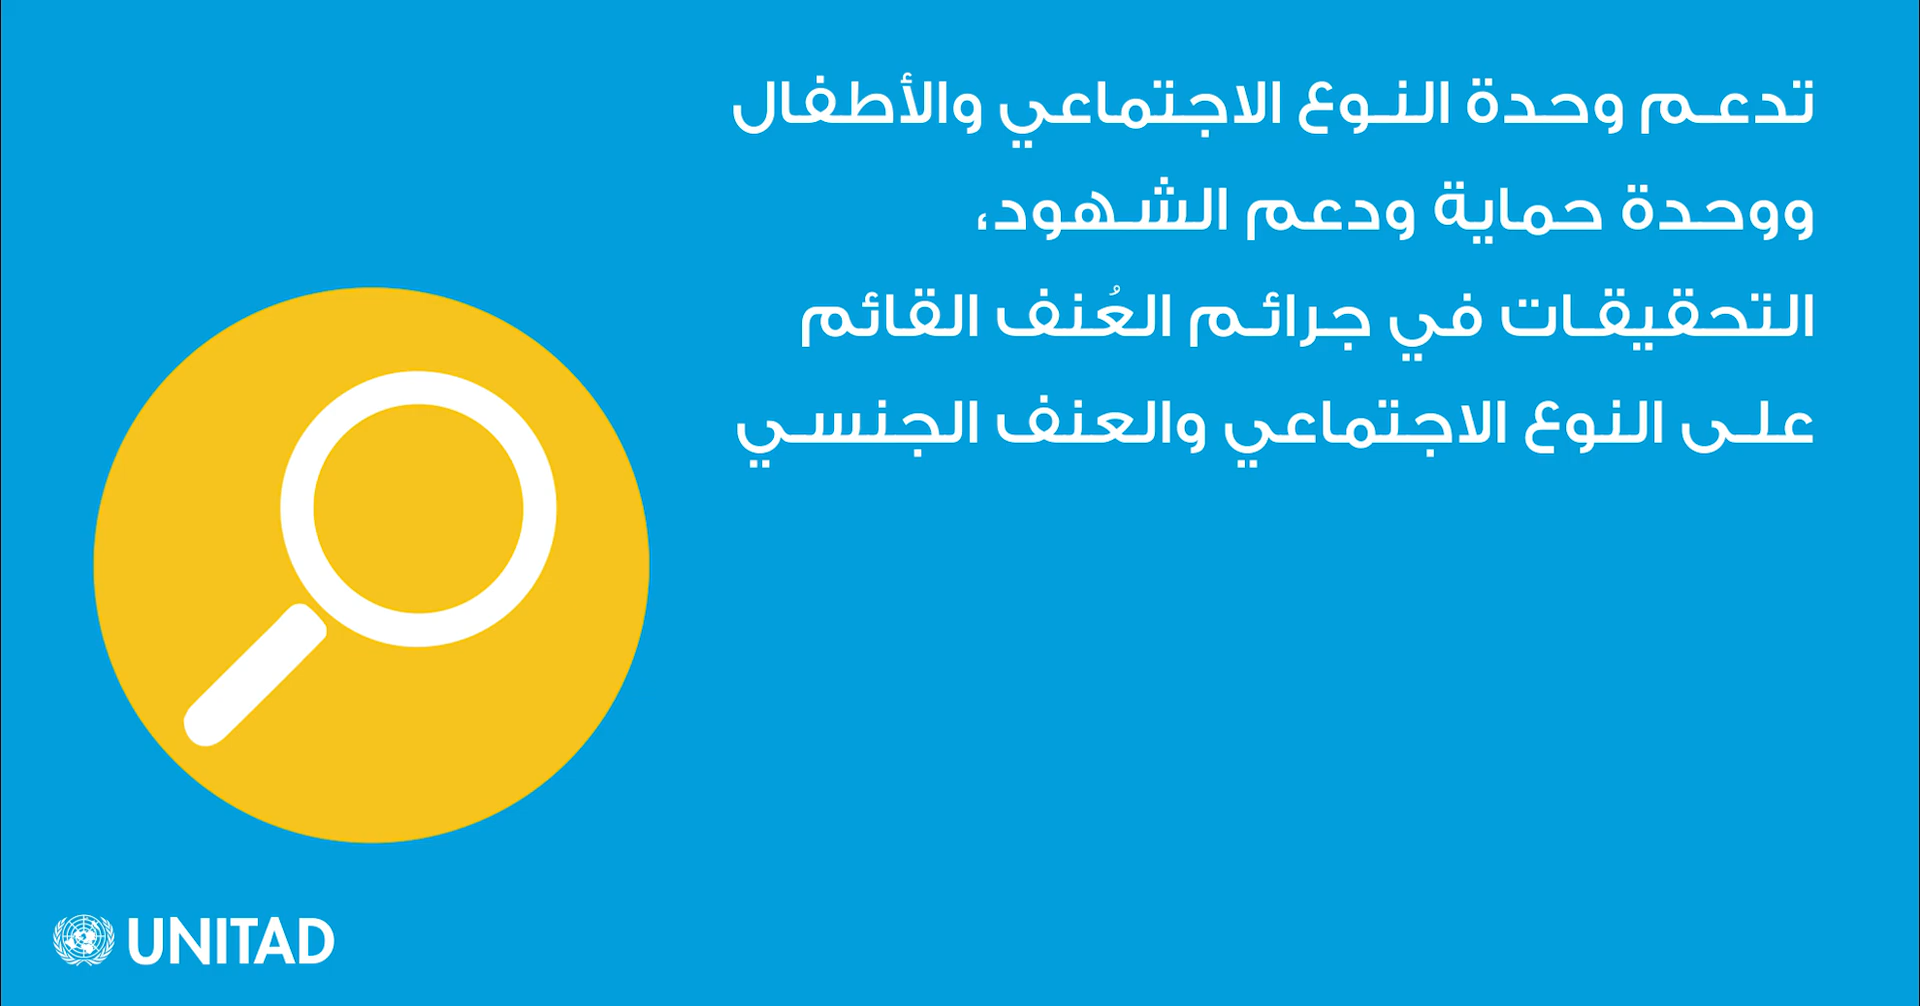 تدعم وحدة النوع الاجتماعي والأطفال
ووحدة حماية ودعم الشهود،
التحقيقات في جرائم العُنف القائم
على النوع الاجتماعي والعنف الجنسي
UNITAD